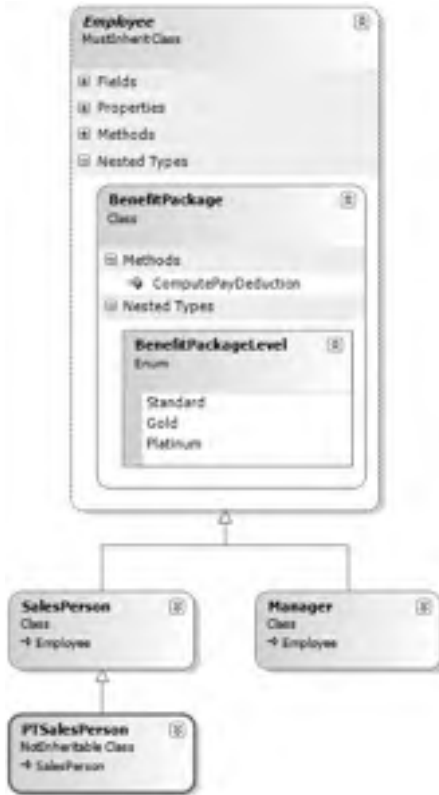 Employee
MustInherit Class
Fields
Properties
Methods
Nested Types
BenefitPackage
Class
Methods
ComputePayDeduction
Nested Types
BenefitPackageLevel
Enum
Standard
Gold
Platinum
SalesPerson
Class
Employee
Manager
Class
Employee
PTSalesPerson
NotInheritable Class
SalesPerson